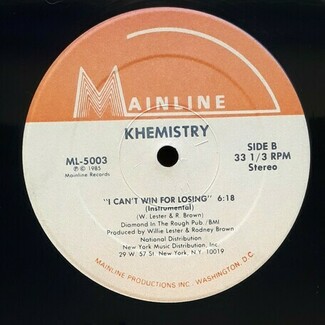 MAINLINE
KHEMISTRY
ML-5003
℗ © 1985
Mainline Records
SIDE B
33 1/3 RPM
Stereo
"I CAN'T WIN FOR LOSING" 6:18
(Instrumental)
W. Lester & R. Brown
Diamond In The Rough Pub./BMI
Produced by Willie Lester and Rodney Brown
National Distribution
New York Music Distribution Inc.
29 W. 57 St. New York, N.Y. 10019
MAINLINE PRODUCTIONS INC · WASHINGTON, D.C.